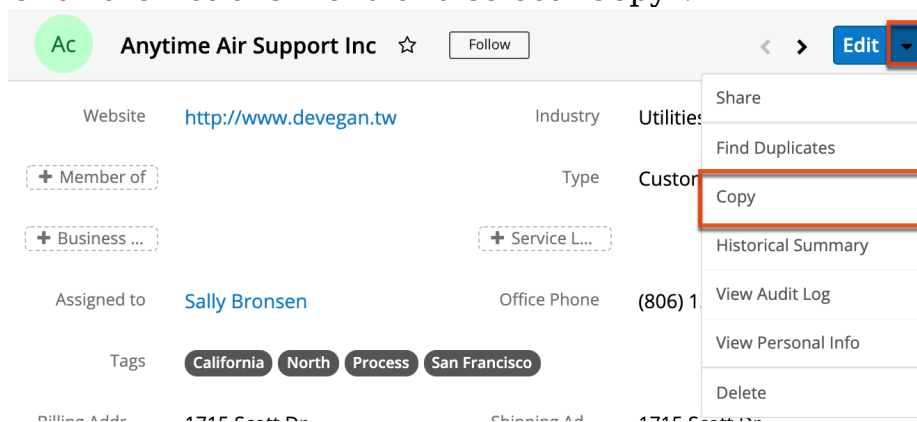 Ac Anytime Air Support Inc Follow Edit
Share
Website http://www.devegan.tw Industry
Find Duplicates
Member of Type
Copy
Business ... Service L...
Historical Summary
Assigned to Sally Bronsen Office Phone (806)
View Audit Log
View Personal Info
Tags California North Process San Francisco
Delete